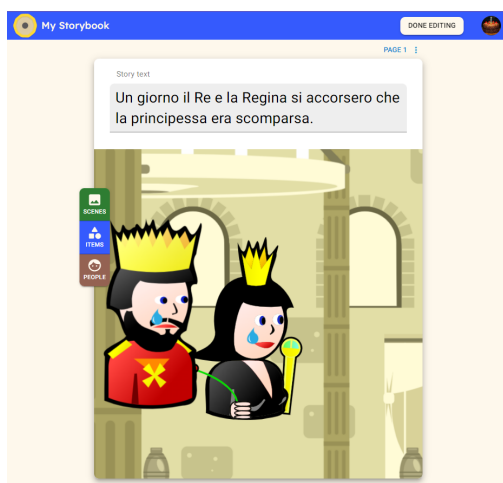 My Storybook
DONE EDITING
PAGE 1
Story text
Un giorno il Re e la Regina si accorsero che
la principessa era scomparsa.
SCENES
ITEMS
PEOPLE